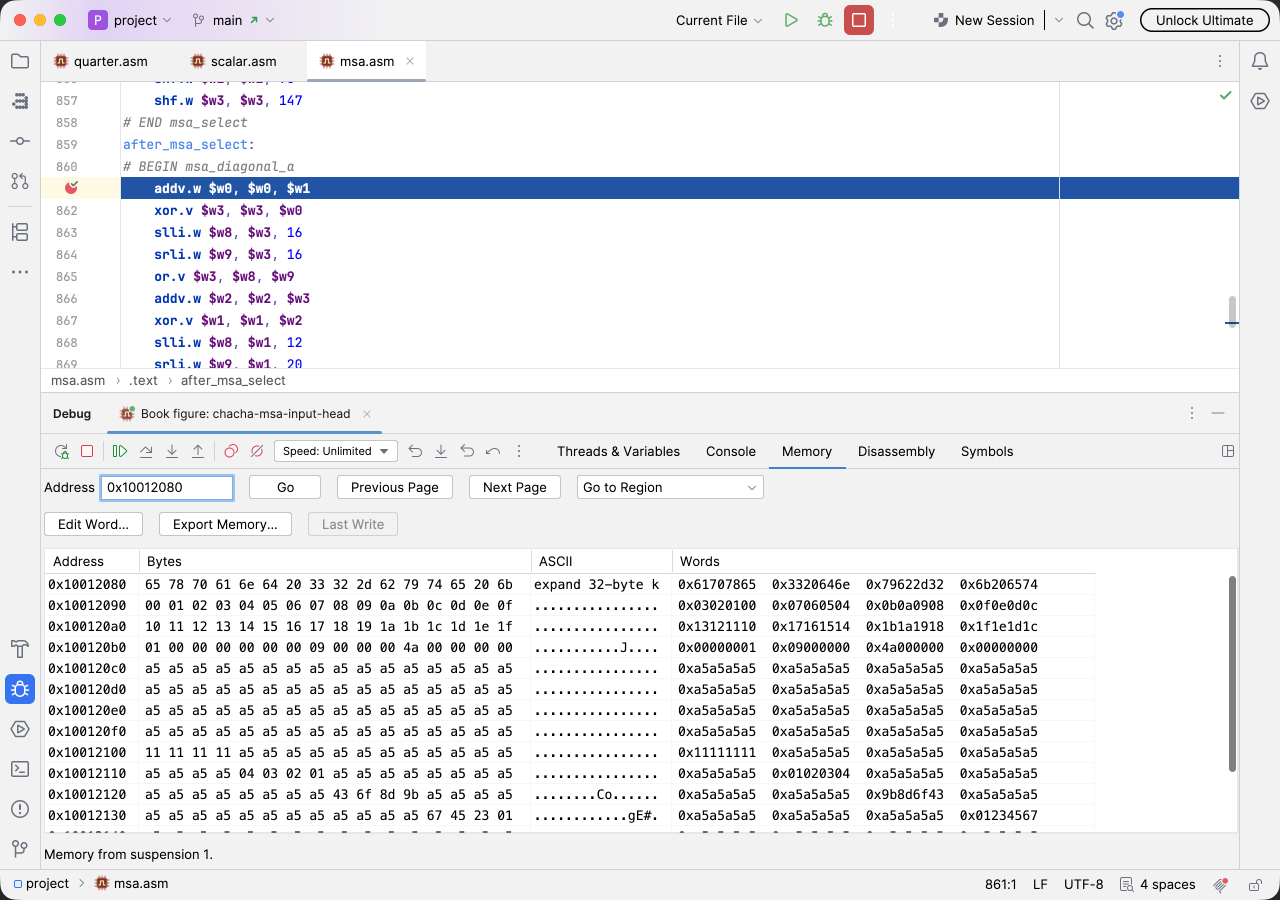 P project main Current File New Session Unlock Ultimate
quarter.asm scalar.asm msa.asm
857 shf.w $w3, $w3, 147
858 # END msa_select
859 after_msa_select:
860 # BEGIN msa_diagonal_a
addv.w $w0, $w0, $w1
862 xor.v $w3, $w3, $w0
863 slli.w $w8, $w3, 16
864 srli.w $w9, $w3, 16
865 or.v $w3, $w8, $w9
866 addv.w $w2, $w2, $w3
867 xor.v $w1, $w1, $w2
868 slli.w $w8, $w1, 12
869 srli.w $w9, $w1, 20
msa.asm › .text › after_msa_select
Debug Book figure: chacha-msa-input-head
Speed: Unlimited Threads & Variables Console Memory Disassembly Symbols
Address 0x10012080 Go Previous Page Next Page Go to Region
Edit Word... Export Memory... Last Write
Address Bytes ASCII Words
0x10012080 65 78 70 61 6e 64 20 33 32 2d 62 79 74 65 20 6b expand 32-byte k 0x61707865 0x3320646e 0x79622d32 0x6b206574
0x10012090 00 01 02 03 04 05 06 07 08 09 0a 0b 0c 0d 0e 0f ................ 0x03020100 0x07060504 0x0b0a0908 0x0f0e0d0c
0x100120a0 10 11 12 13 14 15 16 17 18 19 1a 1b 1c 1d 1e 1f ................ 0x13121110 0x17161514 0x1b1a1918 0x1f1e1d1c
0x100120b0 01 00 00 00 00 00 00 09 00 00 00 4a 00 00 00 00 ...........J.... 0x00000001 0x09000000 0x4a000000 0x00000000
0x100120c0 a5 a5 a5 a5 a5 a5 a5 a5 a5 a5 a5 a5 a5 a5 a5 a5 ................ 0xa5a5a5a5 0xa5a5a5a5 0xa5a5a5a5 0xa5a5a5a5
0x100120d0 a5 a5 a5 a5 a5 a5 a5 a5 a5 a5 a5 a5 a5 a5 a5 a5 ................ 0xa5a5a5a5 0xa5a5a5a5 0xa5a5a5a5 0xa5a5a5a5
0x100120e0 a5 a5 a5 a5 a5 a5 a5 a5 a5 a5 a5 a5 a5 a5 a5 a5 ................ 0xa5a5a5a5 0xa5a5a5a5 0xa5a5a5a5 0xa5a5a5a5
0x100120f0 a5 a5 a5 a5 a5 a5 a5 a5 a5 a5 a5 a5 a5 a5 a5 a5 ................ 0xa5a5a5a5 0xa5a5a5a5 0xa5a5a5a5 0xa5a5a5a5
0x10012100 11 11 11 11 a5 a5 a5 a5 a5 a5 a5 a5 a5 a5 a5 a5 ................ 0x11111111 0xa5a5a5a5 0xa5a5a5a5 0xa5a5a5a5
0x10012110 a5 a5 a5 a5 04 03 02 01 a5 a5 a5 a5 a5 a5 a5 a5 ................ 0xa5a5a5a5 0x01020304 0xa5a5a5a5 0xa5a5a5a5
0x10012120 a5 a5 a5 a5 a5 a5 a5 a5 43 6f 8d 9b a5 a5 a5 a5 ........Co...... 0xa5a5a5a5 0xa5a5a5a5 0x9b8d6f43 0xa5a5a5a5
0x10012130 a5 a5 a5 a5 a5 a5 a5 a5 a5 a5 a5 a5 67 45 23 01 ............gE#. 0xa5a5a5a5 0xa5a5a5a5 0xa5a5a5a5 0x01234567
Memory from suspension 1.
project › msa.asm 861:1 LF UTF-8 4 spaces